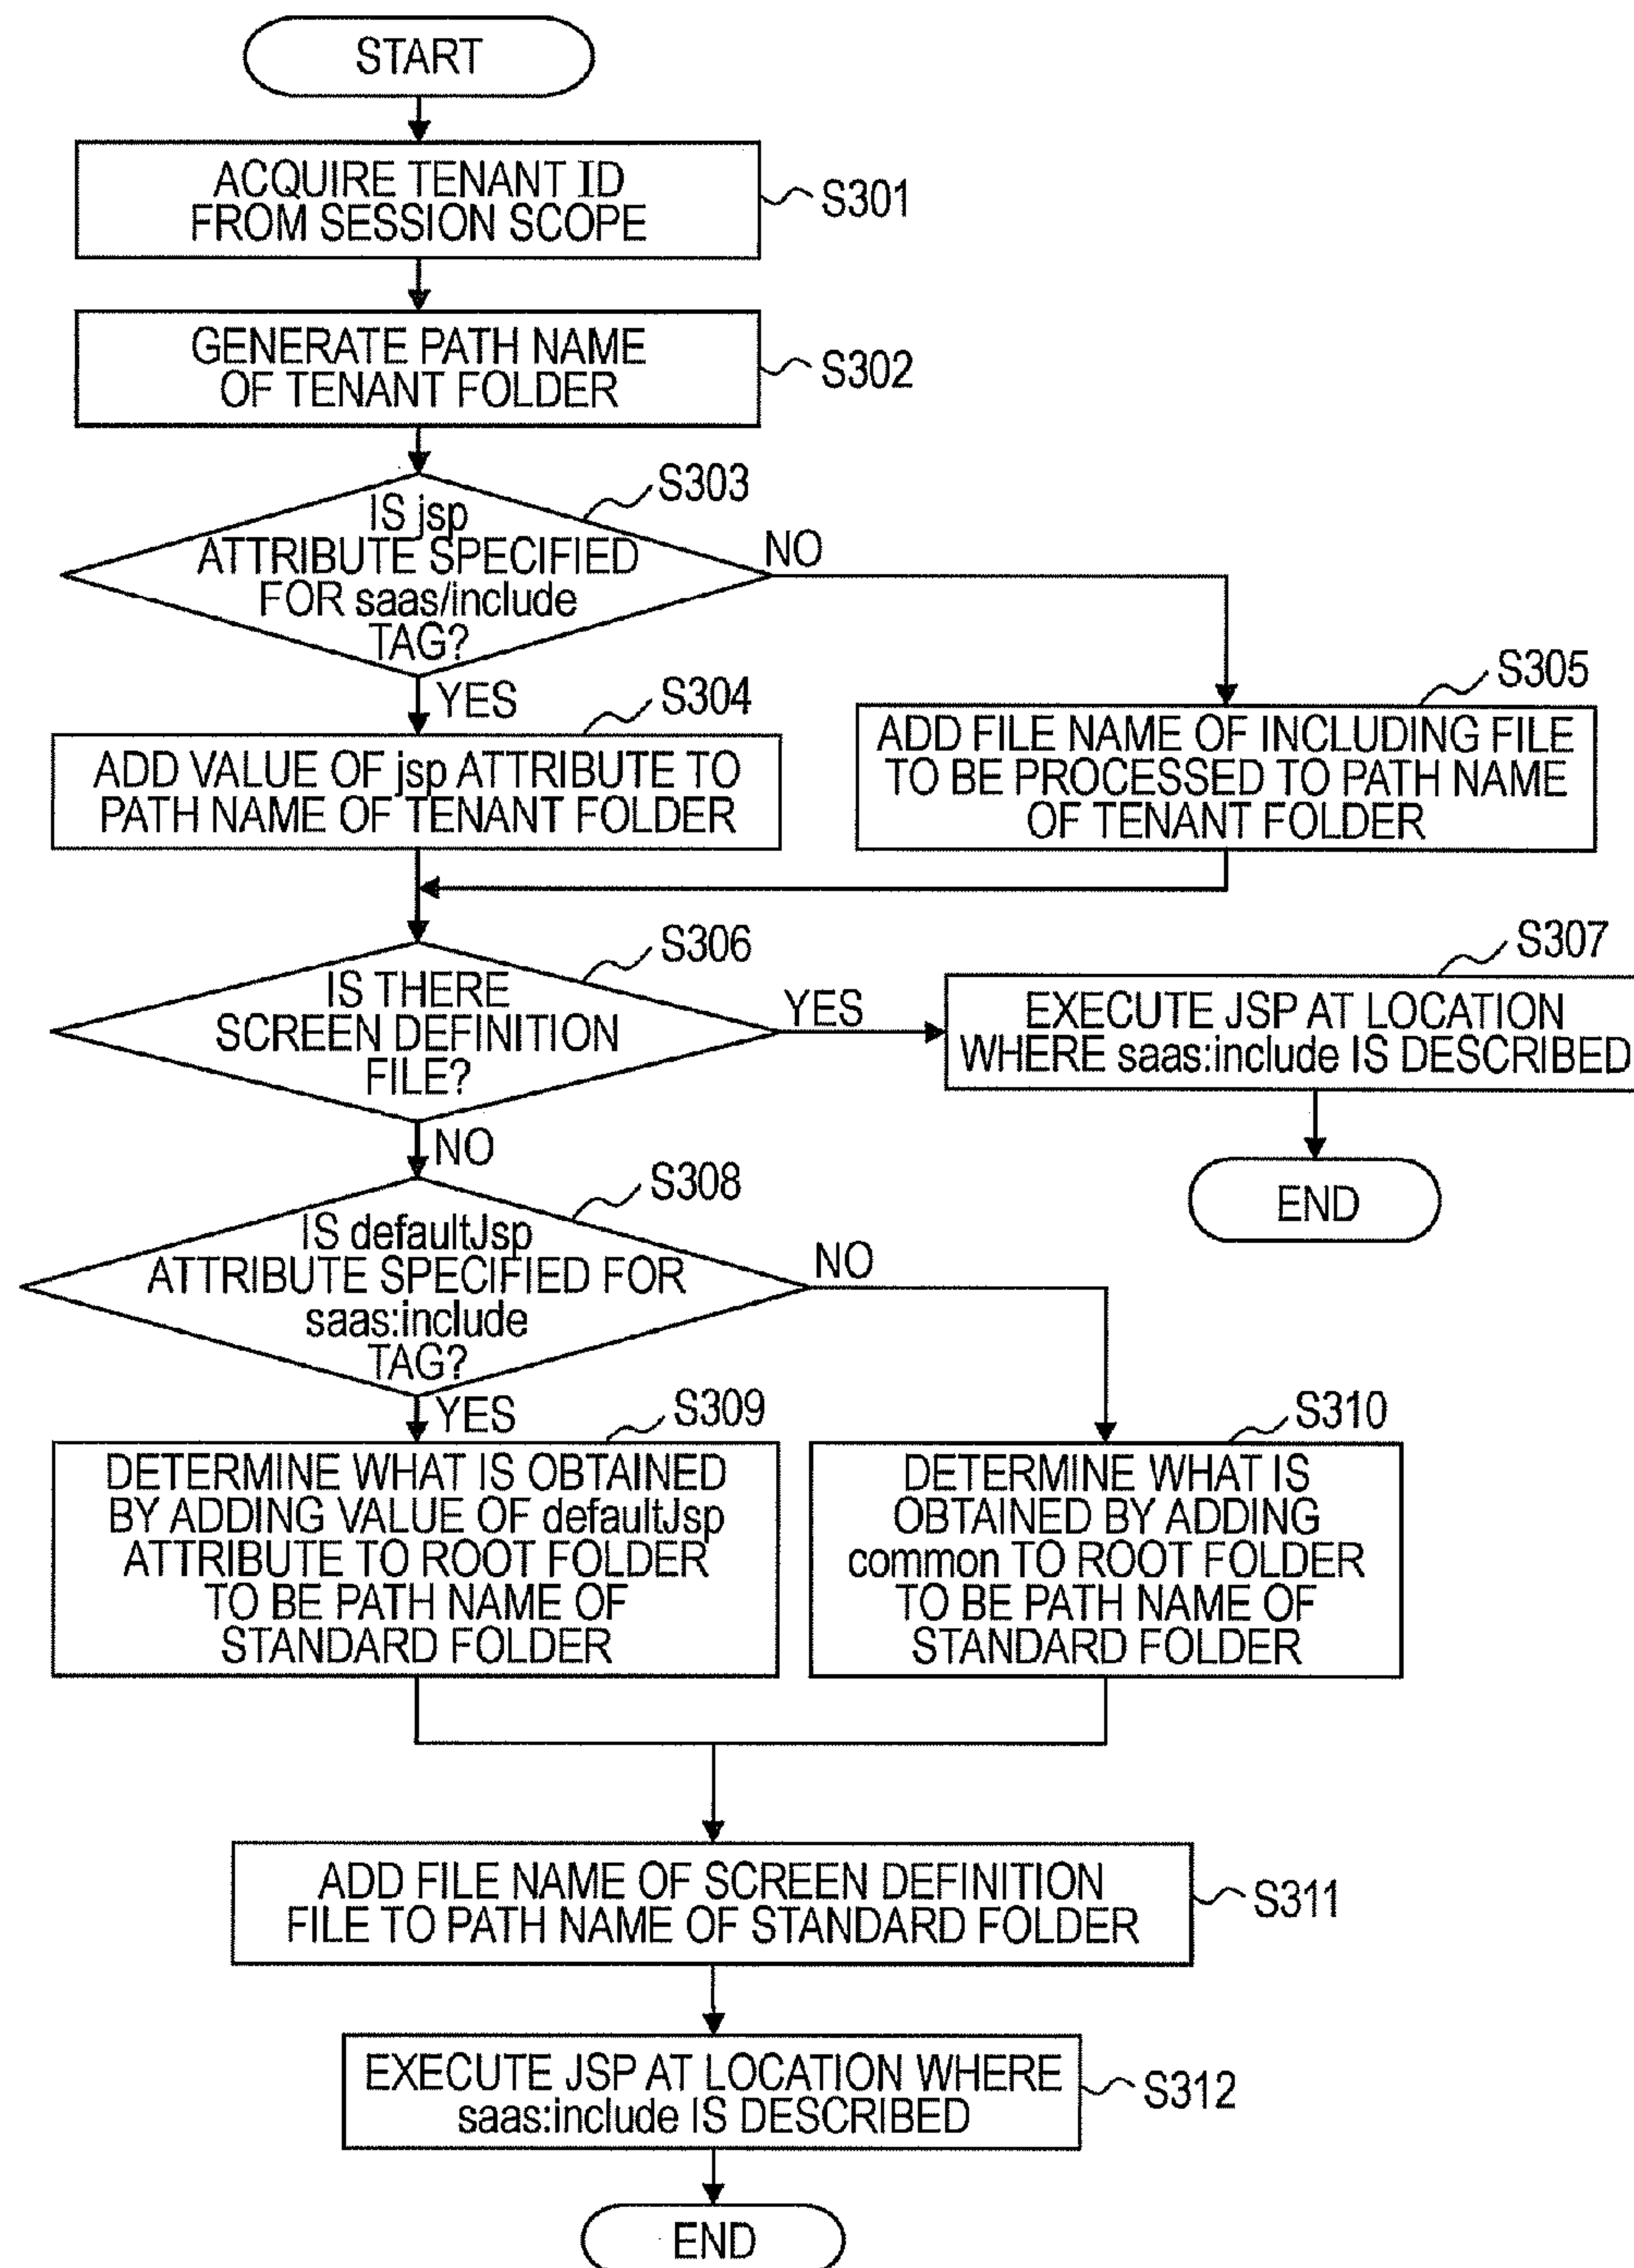 START
ACQUIRE TENANT ID
FROM SESSION SCOPE
S301
GENERATE PATH NAME
OF TENANT FOLDER
S302
S303
IS jsp
ATTRIBUTE SPECIFIED
FOR saas/include
TAG?
NO
YES
S304
ADD VALUE OF jsp ATTRIBUTE TO
PATH NAME OF TENANT FOLDER
S305
ADD FILE NAME OF INCLUDING FILE
TO BE PROCESSED TO PATH NAME
OF TENANT FOLDER
S306
IS THERE
SCREEN DEFINITION
FILE?
YES
S307
EXECUTE JSP AT LOCATION
WHERE saas:include IS DESCRIBED
END
NO
S308
IS defaultJsp
ATTRIBUTE SPECIFIED FOR
saas:include
TAG?
NO
YES
S309
DETERMINE WHAT IS OBTAINED
BY ADDING VALUE OF defaultJsp
ATTRIBUTE TO ROOT FOLDER
TO BE PATH NAME OF
STANDARD FOLDER
S310
DETERMINE WHAT IS
OBTAINED BY ADDING
common TO ROOT FOLDER
TO BE PATH NAME OF
STANDARD FOLDER
ADD FILE NAME OF SCREEN DEFINITION
FILE TO PATH NAME OF STANDARD FOLDER
S311
EXECUTE JSP AT LOCATION WHERE
saas:include IS DESCRIBED
S312
END